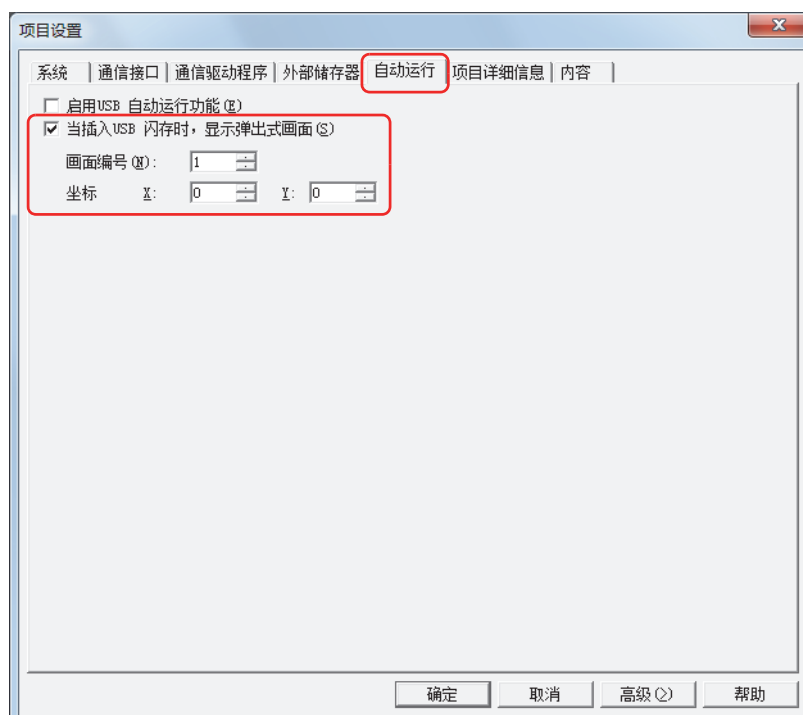 项目设置
系统 通信接口 通信驱动程序 外部储存器 自动运行 项目详细信息 内容
启用USB 自动运行功能(E)
当插入USB 闪存时，显示弹出式画面(S)
画面编号(N): 1
坐标 X: 0 Y: 0
确定 取消 高级(>) 帮助